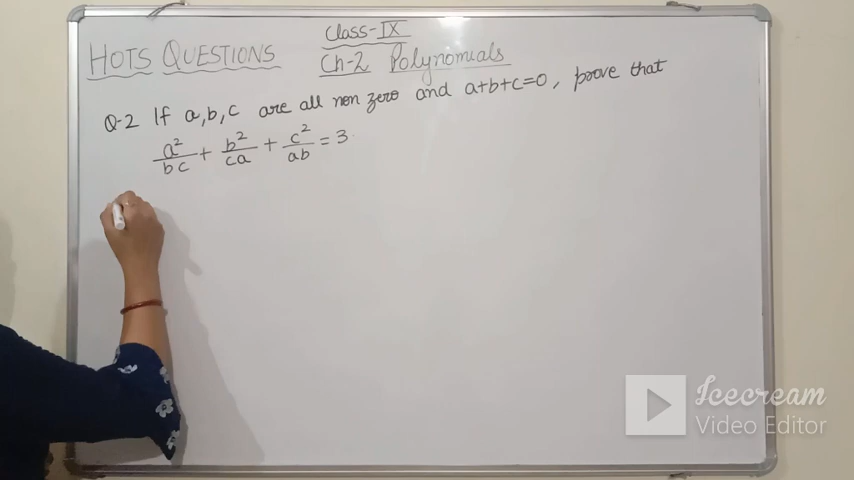 Class-IX
HOTS QUESTIONS
Ch-2 Polynomials
Q-2 If a, b, c are all non zero and a+b+c=0, prove that
a²/bc + b²/ca + c²/ab = 3
Icecream
Video Editor